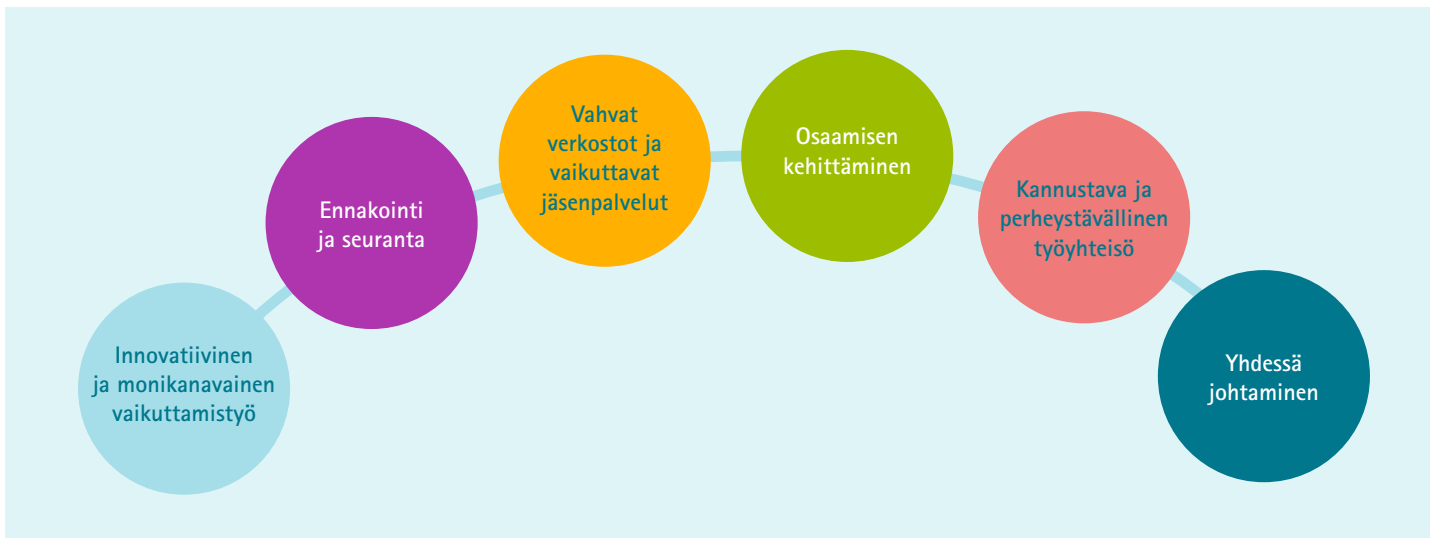 Innovatiivinen
ja monikanavainen
vaikuttamistyö
Ennakointi
ja seuranta
Vahvat
verkostot ja
vaikuttavat
jäsenpalvelut
Osaamisen
kehittäminen
Kannustava ja
perheystävällinen
työyhteisö
Yhdessä
johtaminen